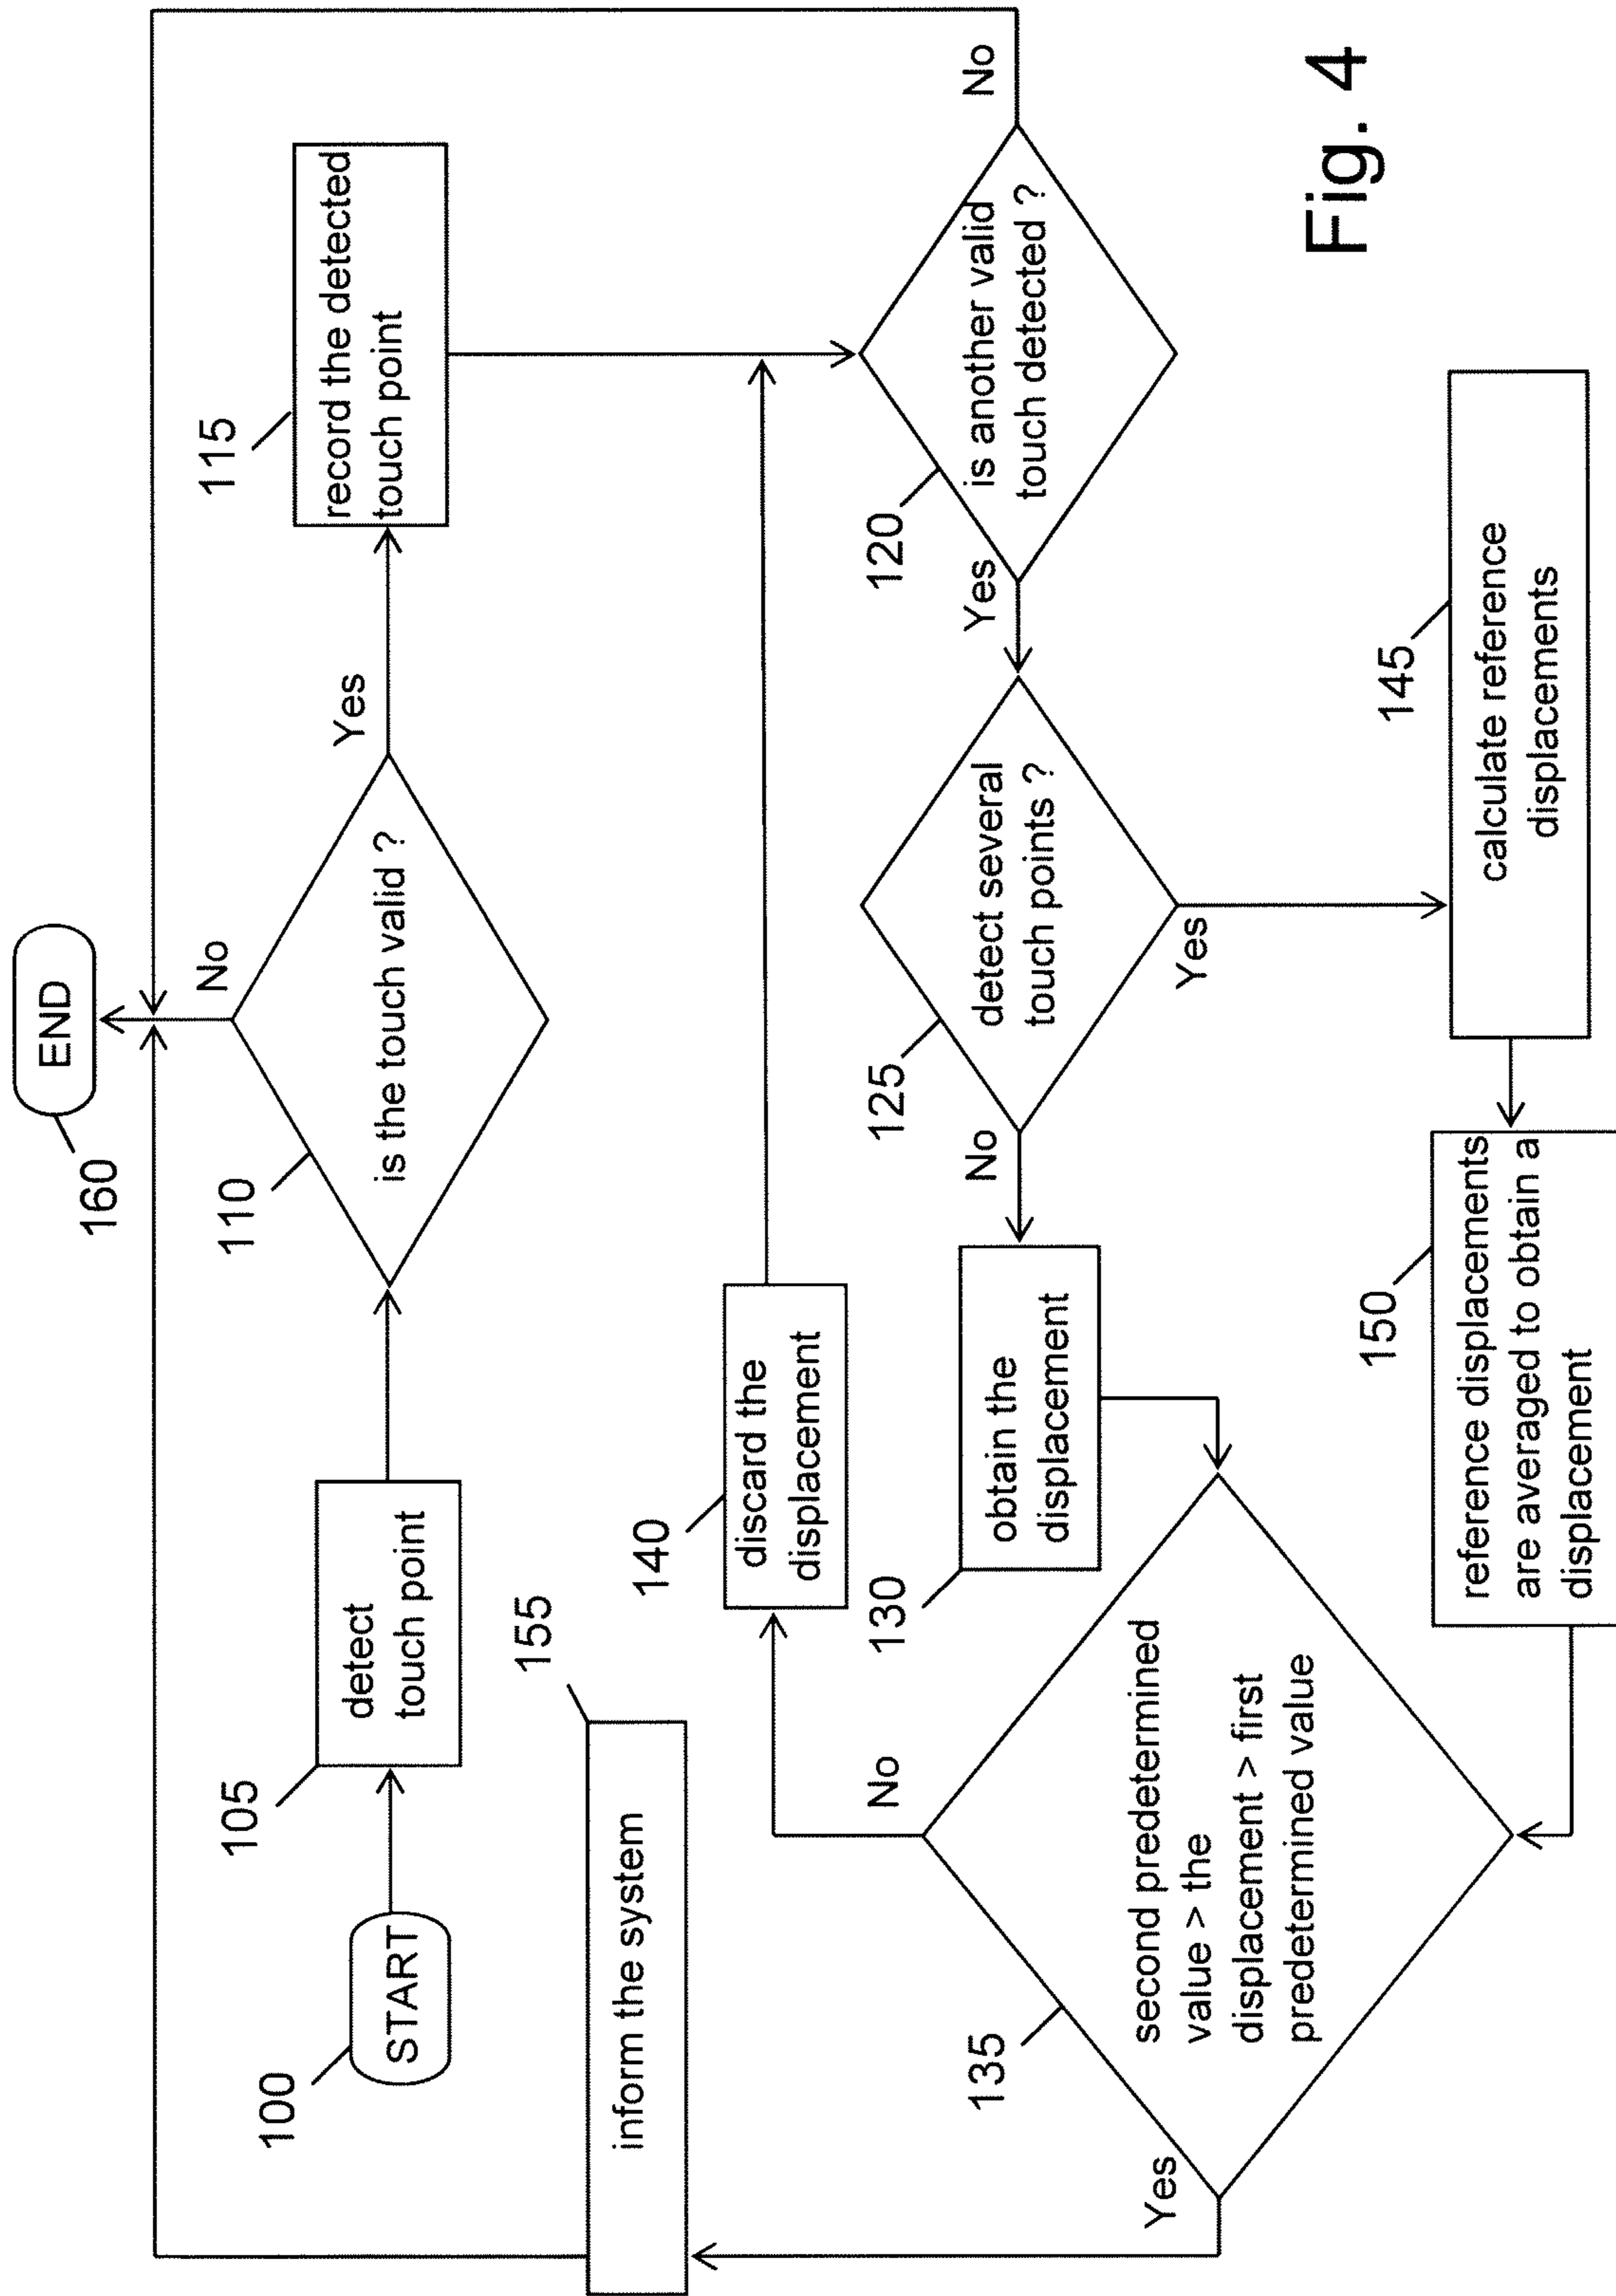 100
START
105
detect
touch point
110
is the touch valid ?
No
Yes
160
END
115
record the detected
touch point
120
is another valid
touch detected ?
No
Yes
125
detect several
touch points ?
No
Yes
130
obtain the
displacement
135
second predetermined
value > the
displacement > first
predetermined value
No
Yes
140
discard the
displacement
145
calculate reference
displacements
150
reference displacements
are averaged to obtain a
displacement
155
inform the system
Fig. 4